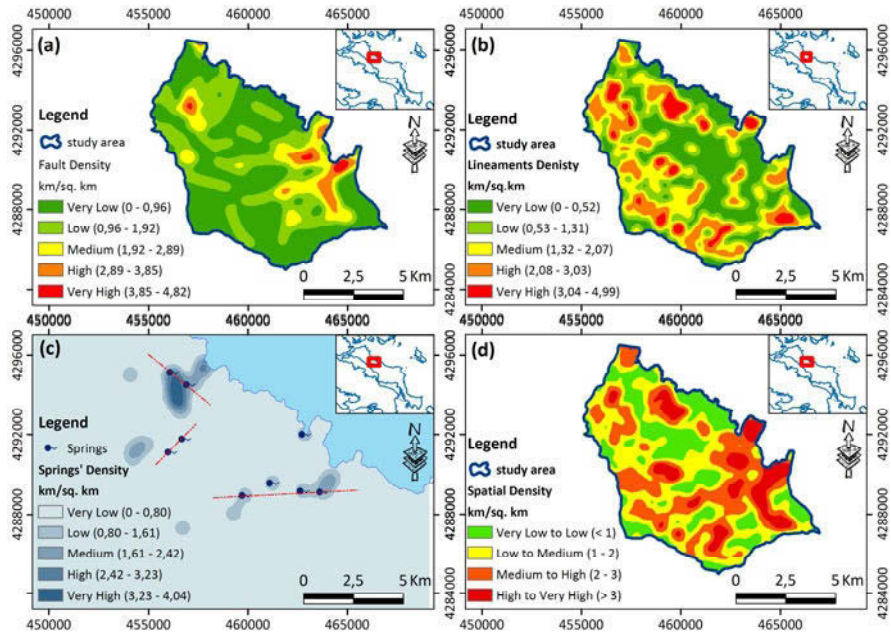 450000 455000 460000 465000
450000 455000 460000 465000
4296000
4292000
4288000
4284000
(a)
Legend
study area
Fault Density
km/sq. km
Very Low (0 - 0,96)
Low (0,96 - 1,92)
Medium (1,92 - 2,89)
High (2,89 - 3,85)
Very High (3,85 - 4,82)
N
0 2,5 5 Km
(b)
Legend
study area
Lineaments Denisty
km/sq.km
Very Low (0 - 0,52)
Low (0,53 - 1,31)
Medium (1,32 - 2,07)
High (2,08 - 3,03)
Very High (3,04 - 4,99)
N
0 2,5 5 Km
4296000
4292000
4288000
4284000
450000 455000 460000 465000
450000 455000 460000 465000
4296000
4292000
4288000
4284000
(c)
Legend
Springs
Springs' Density
km/sq. km
Very Low (0 - 0,80)
Low (0,80 - 1,61)
Medium (1,61 - 2,42)
High (2,42 - 3,23)
Very High (3,23 - 4,04)
N
0 2,5 5 Km
(d)
Legend
study area
Spatial Density
km/sq. km
Very Low to Low (< 1)
Low to Medium (1 - 2)
Medium to High (2 - 3)
High to Very High (> 3)
N
0 2,5 5 Km
4296000
4292000
4288000
4284000
450000 455000 460000 465000
450000 455000 460000 465000